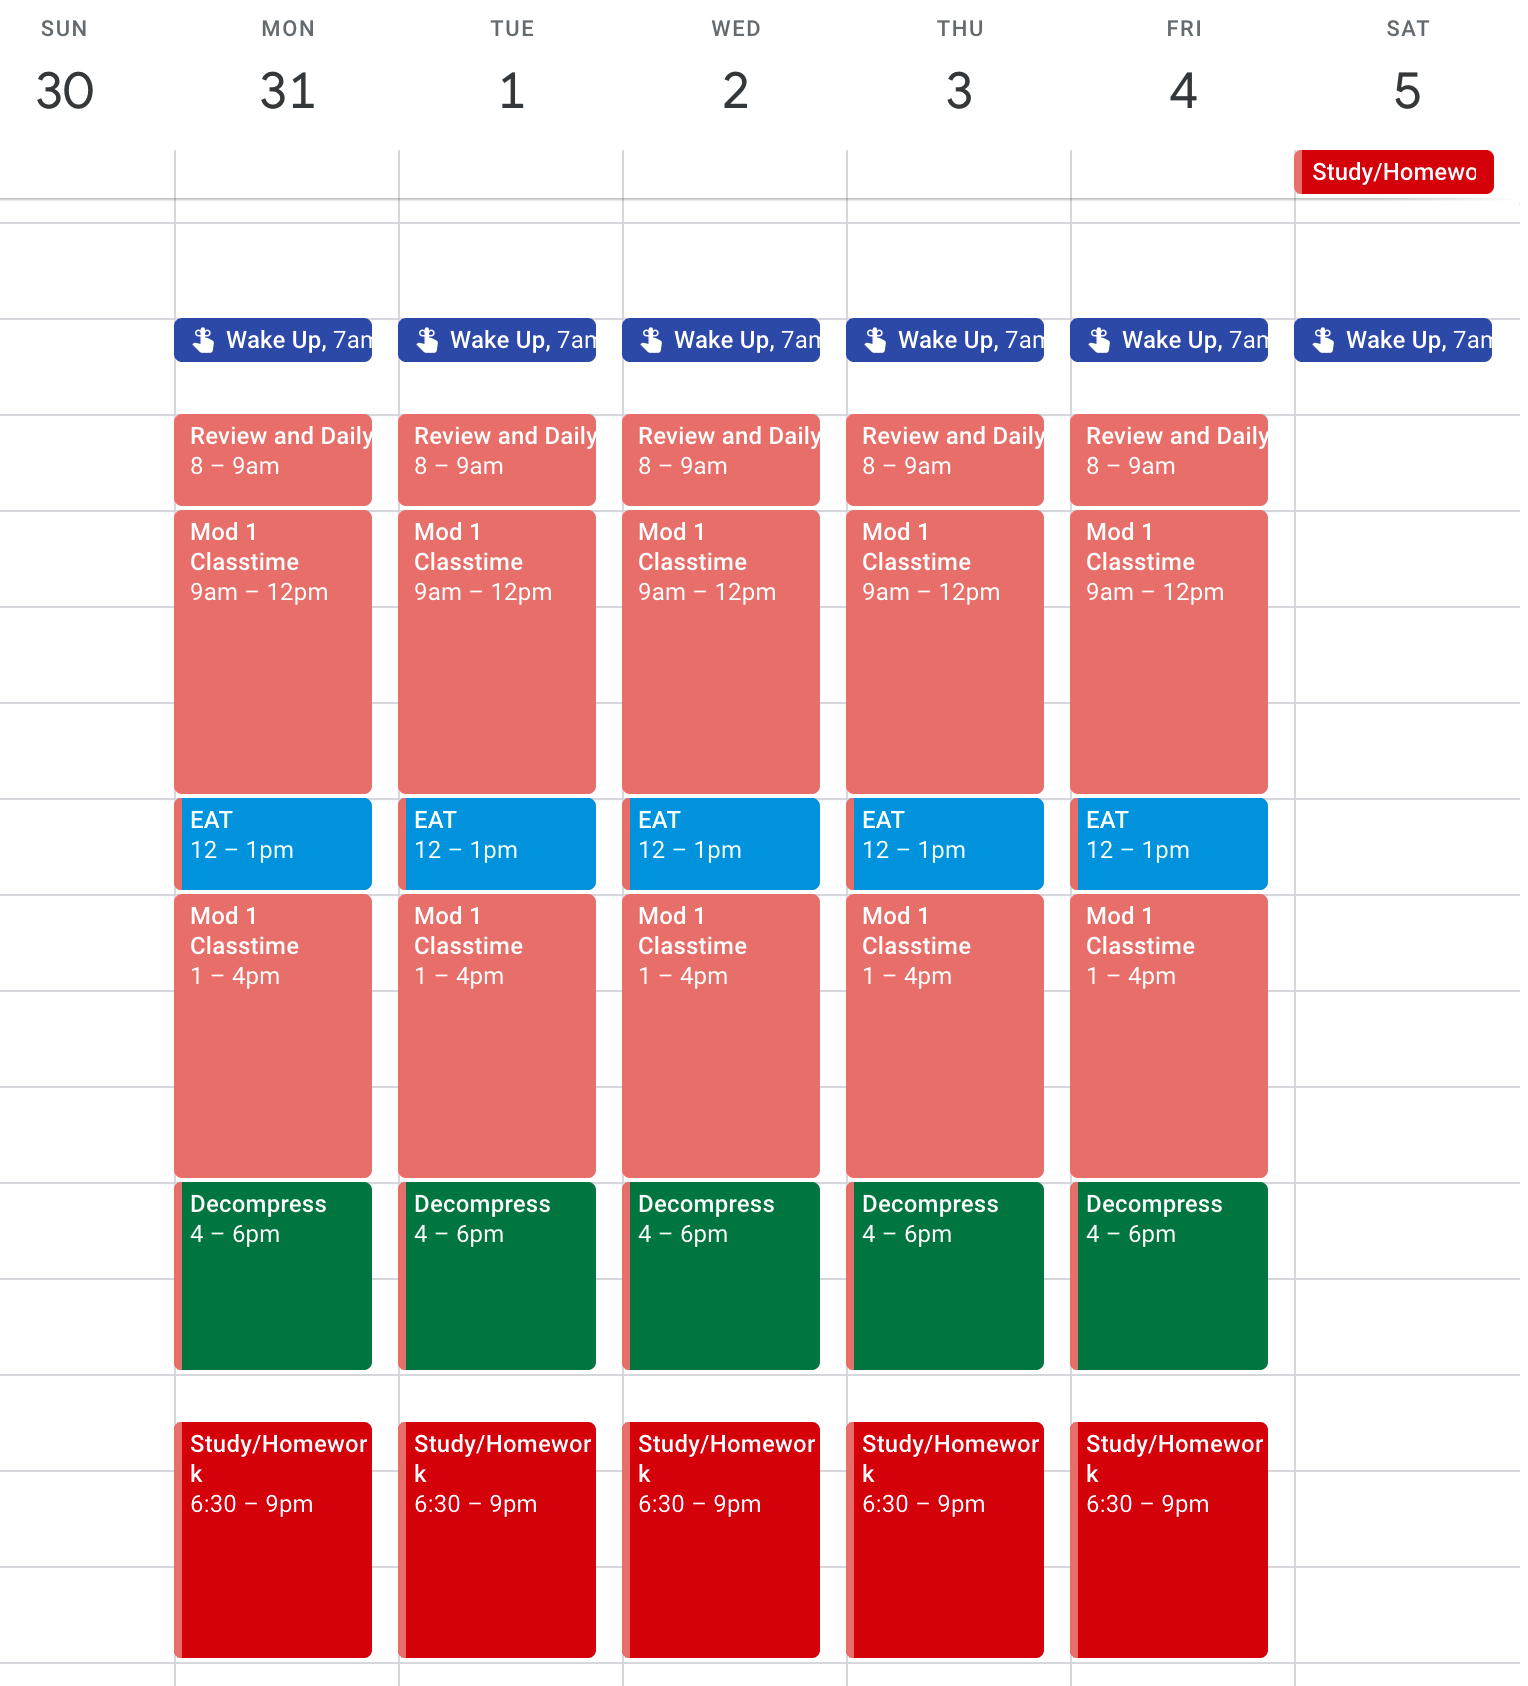 SUN MON TUE WED THU FRI SAT
30 31 1 2 3 4 5
Study/Homewo
Wake Up, 7am Wake Up, 7am Wake Up, 7am Wake Up, 7am Wake Up, 7am Wake Up, 7am
Review and Daily Review and Daily Review and Daily Review and Daily Review and Daily
8 – 9am 8 – 9am 8 – 9am 8 – 9am 8 – 9am
Mod 1 Mod 1 Mod 1 Mod 1 Mod 1
Classtime Classtime Classtime Classtime Classtime
9am – 12pm 9am – 12pm 9am – 12pm 9am – 12pm 9am – 12pm
EAT EAT EAT EAT EAT
12 – 1pm 12 – 1pm 12 – 1pm 12 – 1pm 12 – 1pm
Mod 1 Mod 1 Mod 1 Mod 1 Mod 1
Classtime Classtime Classtime Classtime Classtime
1 – 4pm 1 – 4pm 1 – 4pm 1 – 4pm 1 – 4pm
Decompress Decompress Decompress Decompress Decompress
4 – 6pm 4 – 6pm 4 – 6pm 4 – 6pm 4 – 6pm
Study/Homewor Study/Homewor Study/Homewor Study/Homewor Study/Homewor
k k k k k
6:30 – 9pm 6:30 – 9pm 6:30 – 9pm 6:30 – 9pm 6:30 – 9pm